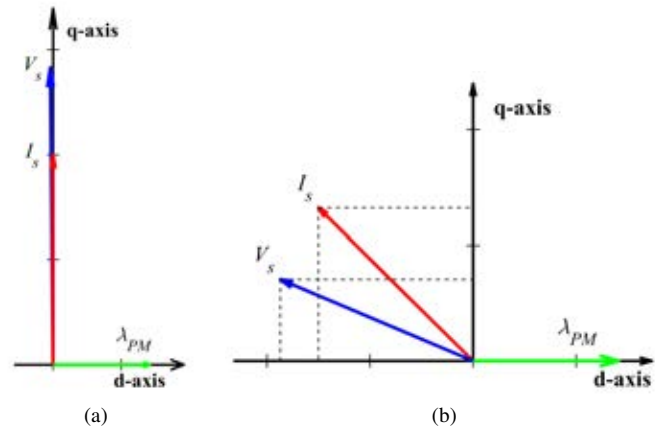 q-axis
V_s
I_s
λ_PM
d-axis
(a)
q-axis
I_s
V_s
λ_PM
d-axis
(b)